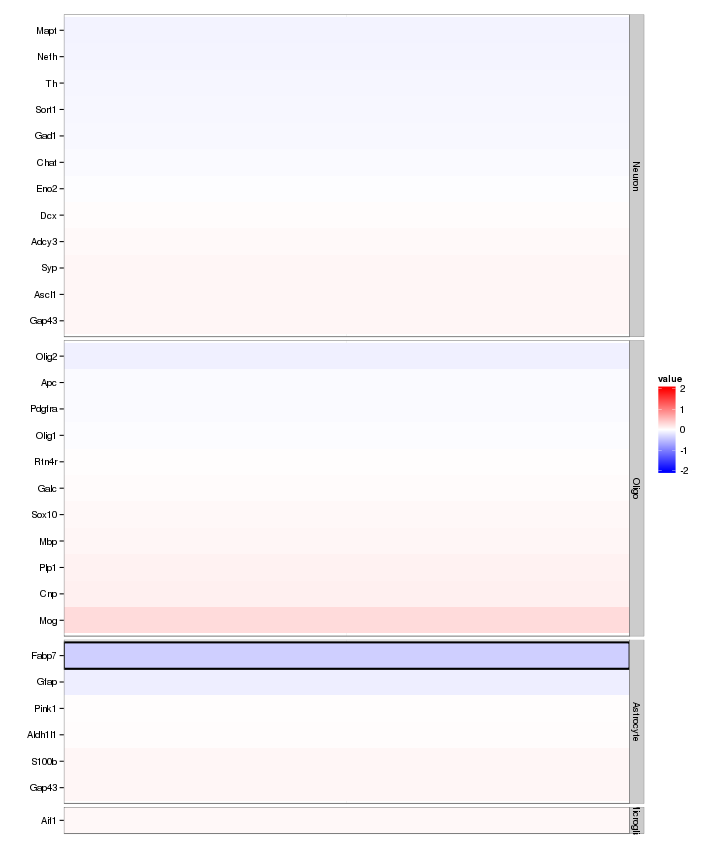 Mapt
Nefh
Th
Sort1
Gad1
Chat
Eno2
Dcx
Adcy3
Syp
Ascl1
Gap43
Neuron
Olig2
Apc
Pdgfra
Olig1
Rtn4r
Galc
Sox10
Mbp
Plp1
Cnp
Mog
Oligo
Fabp7
Gfap
Pink1
Aldh1l1
S100b
Gap43
Astrocyte
Aif1
value
2
1
0
-1
-2